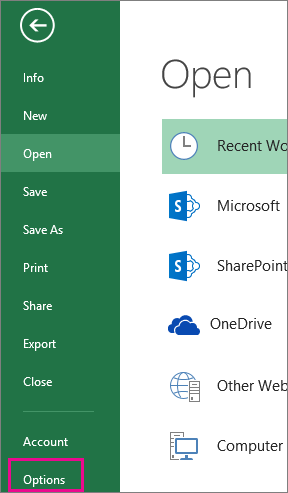 Info
New
Open
Save
Save As
Print
Share
Export
Close
Account
Options
Open
Recent Wo
Microsoft
SharePoint
OneDrive
Other Web
Computer